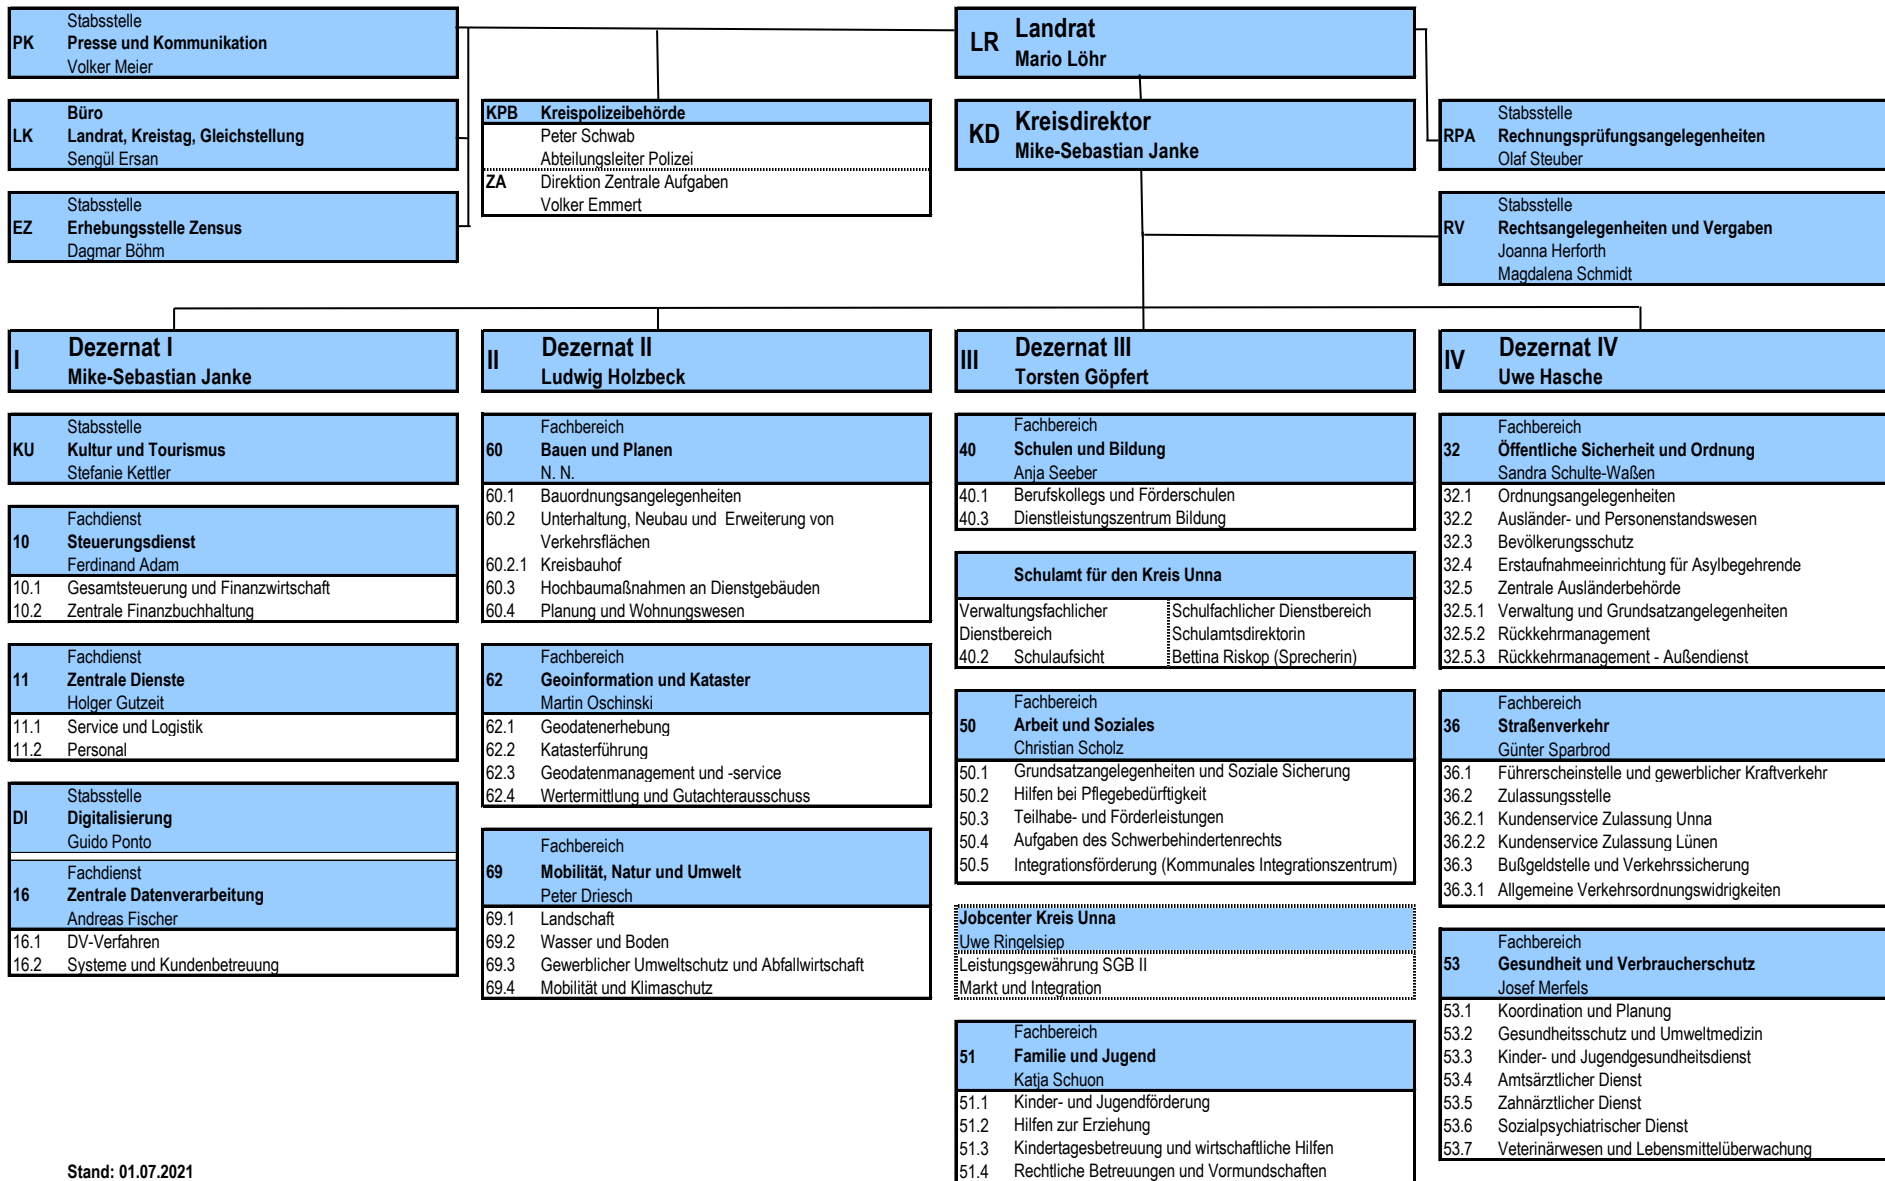 Stabsstelle
PK Presse und Kommunikation
Volker Meier
LR Landrat
Mario Löhr
Büro
LK Landrat, Kreistag, Gleichstellung
Sengül Ersan
KPB Kreispolizeibehörde
Peter Schwab
Abteilungsleiter Polizei
ZA Direktion Zentrale Aufgaben
Volker Emmert
KD Kreisdirektor
Mike-Sebastian Janke
Stabsstelle
RPA Rechnungsprüfungsangelegenheiten
Olaf Steuber
Stabsstelle
EZ Erhebungsstelle Zensus
Dagmar Böhm
Stabsstelle
RV Rechtsangelegenheiten und Vergaben
Joanna Herforth
Magdalena Schmidt
I Dezernat I
Mike-Sebastian Janke
Stabsstelle
KU Kultur und Tourismus
Stefanie Kettler
Fachdienst
10 Steuerungsdienst
Ferdinand Adam
10.1 Gesamtsteuerung und Finanzwirtschaft
10.2 Zentrale Finanzbuchhaltung
Fachdienst
11 Zentrale Dienste
Holger Gutzeit
11.1 Service und Logistik
11.2 Personal
Stabsstelle
DI Digitalisierung
Guido Ponto
Fachdienst
16 Zentrale Datenverarbeitung
Andreas Fischer
16.1 DV-Verfahren
16.2 Systeme und Kundenbetreuung
II Dezernat II
Ludwig Holzbeck
Fachbereich
60 Bauen und Planen
N. N.
60.1 Bauordnungsangelegenheiten
60.2 Unterhaltung, Neubau und Erweiterung von
Verkehrsflächen
60.2.1 Kreisbauhof
60.3 Hochbaumaßnahmen an Dienstgebäuden
60.4 Planung und Wohnungswesen
Fachbereich
62 Geoinformation und Kataster
Martin Oschinski
62.1 Geodatenerhebung
62.2 Katasterführung
62.3 Geodatenmanagement und -service
62.4 Wertermittlung und Gutachterausschuss
Fachbereich
69 Mobilität, Natur und Umwelt
Peter Driesch
69.1 Landschaft
69.2 Wasser und Boden
69.3 Gewerblicher Umweltschutz und Abfallwirtschaft
69.4 Mobilität und Klimaschutz
III Dezernat III
Torsten Göpfert
Fachbereich
40 Schulen und Bildung
Anja Seeber
40.1 Berufskollegs und Förderschulen
40.3 Dienstleistungszentrum Bildung
Schulamt für den Kreis Unna
Verwaltungsfachlicher
Dienstbereich
40.2 Schulaufsicht
Schulfachlicher Dienstbereich
Schulamtsdirektorin
Bettina Riskop (Sprecherin)
Fachbereich
50 Arbeit und Soziales
Christian Scholz
50.1 Grundsatzangelegenheiten und Soziale Sicherung
50.2 Hilfen bei Pflegebedürftigkeit
50.3 Teilhabe- und Förderleistungen
50.4 Aufgaben des Schwerbehindertenrechts
50.5 Integrationsförderung (Kommunales Integrationszentrum)
Jobcenter Kreis Unna
Uwe Ringelsiep
Leistungsgewährung SGB II
Markt und Integration
Fachbereich
51 Familie und Jugend
Katja Schuon
51.1 Kinder- und Jugendförderung
51.2 Hilfen zur Erziehung
51.3 Kindertagesbetreuung und wirtschaftliche Hilfen
51.4 Rechtliche Betreuungen und Vormundschaften
IV Dezernat IV
Uwe Hasche
Fachbereich
32 Öffentliche Sicherheit und Ordnung
Sandra Schulte-Waßen
32.1 Ordnungsangelegenheiten
32.2 Ausländer- und Personenstandswesen
32.3 Bevölkerungsschutz
32.4 Erstaufnahmeeinrichtung für Asylbegehrende
32.5 Zentrale Ausländerbehörde
32.5.1 Verwaltung und Grundsatzangelegenheiten
32.5.2 Rückkehrmanagement
32.5.3 Rückkehrmanagement - Außendienst
Fachbereich
36 Straßenverkehr
Günter Sparbrod
36.1 Führerscheinstelle und gewerblicher Kraftverkehr
36.2 Zulassungsstelle
36.2.1 Kundenservice Zulassung Unna
36.2.2 Kundenservice Zulassung Lünen
36.3 Bußgeldstelle und Verkehrssicherung
36.3.1 Allgemeine Verkehrsordnungswidrigkeiten
Fachbereich
53 Gesundheit und Verbraucherschutz
Josef Merfels
53.1 Koordination und Planung
53.2 Gesundheitsschutz und Umweltmedizin
53.3 Kinder- und Jugendgesundheitsdienst
53.4 Amtsärztlicher Dienst
53.5 Zahnärztlicher Dienst
53.6 Sozialpsychiatrischer Dienst
53.7 Veterinärwesen und Lebensmittelüberwachung
Stand: 01.07.2021